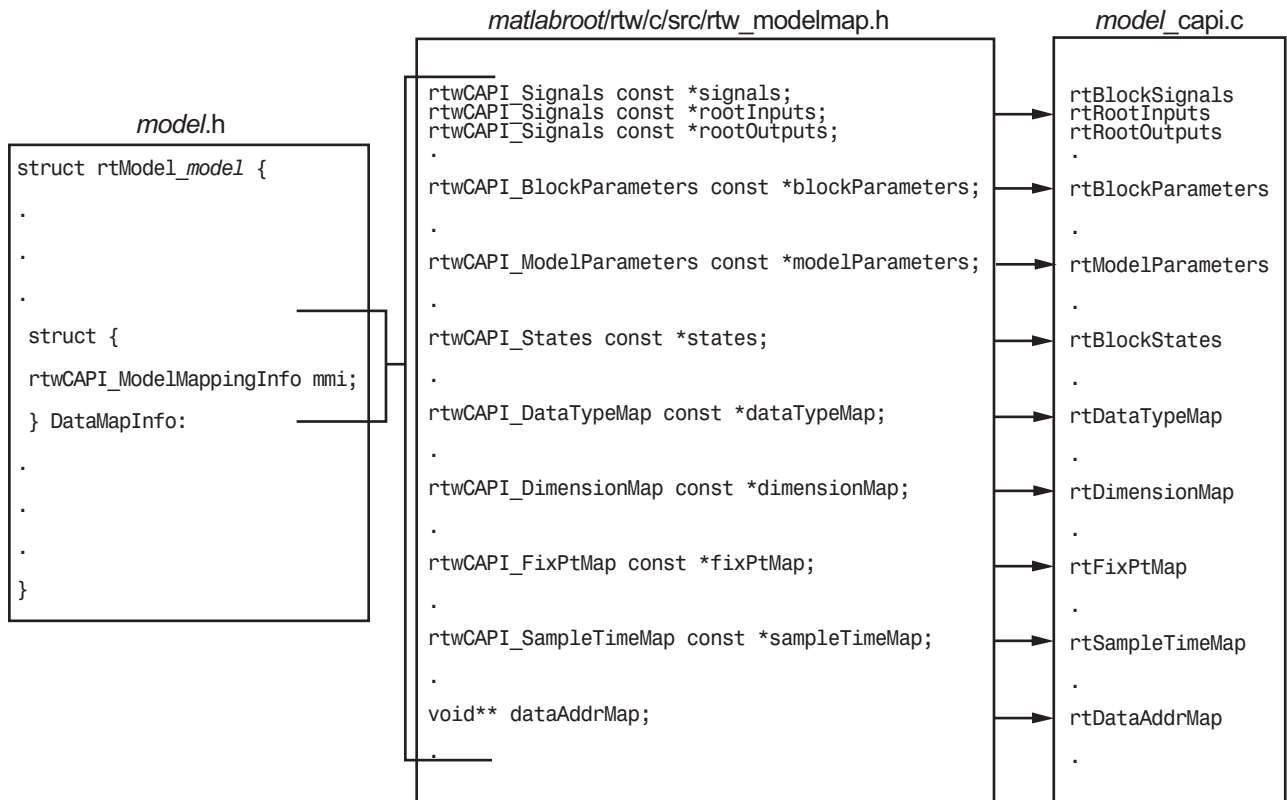 model.h
struct rtModel_model {
.
.
.
struct {
rtwCAPI_ModelMappingInfo mmi;
} DataMapInfo:
.
.
.
}
matlabroot/rtw/c/src/rtw_modelmap.h
rtwCAPI_Signals const *signals;
rtwCAPI_Signals const *rootInputs;
rtwCAPI_Signals const *rootOutputs;
.
rtwCAPI_BlockParameters const *blockParameters;
.
rtwCAPI_ModelParameters const *modelParameters;
.
rtwCAPI_States const *states;
.
rtwCAPI_DataTypeMap const *dataTypeMap;
.
rtwCAPI_DimensionMap const *dimensionMap;
.
rtwCAPI_FixPtMap const *fixPtMap;
.
rtwCAPI_SampleTimeMap const *sampleTimeMap;
.
void** dataAddrMap;
.
model_capi.c
rtBlockSignals
rtRootInputs
rtRootOutputs
.
rtBlockParameters
.
rtModelParameters
.
rtBlockStates
.
rtDataTypeMap
.
rtDimensionMap
.
rtFixPtMap
.
rtSampleTimeMap
.
rtDataAddrMap
.